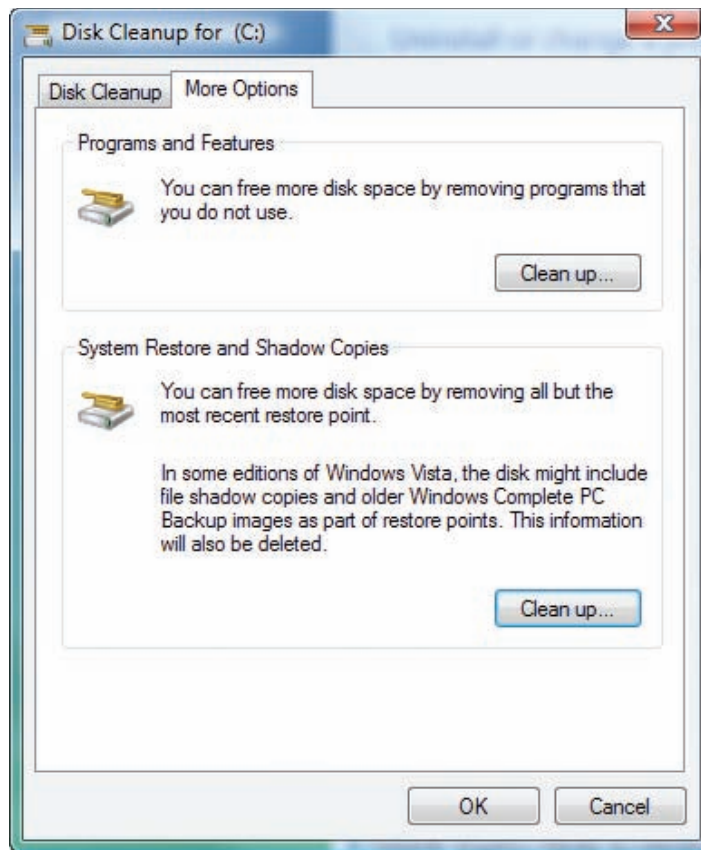 Disk Cleanup for (C:)
Disk Cleanup
More Options
Programs and Features
You can free more disk space by removing programs that
you do not use.
Clean up...
System Restore and Shadow Copies
You can free more disk space by removing all but the
most recent restore point.
In some editions of Windows Vista, the disk might include
file shadow copies and older Windows Complete PC
Backup images as part of restore points. This information
will also be deleted.
Clean up...
OK
Cancel